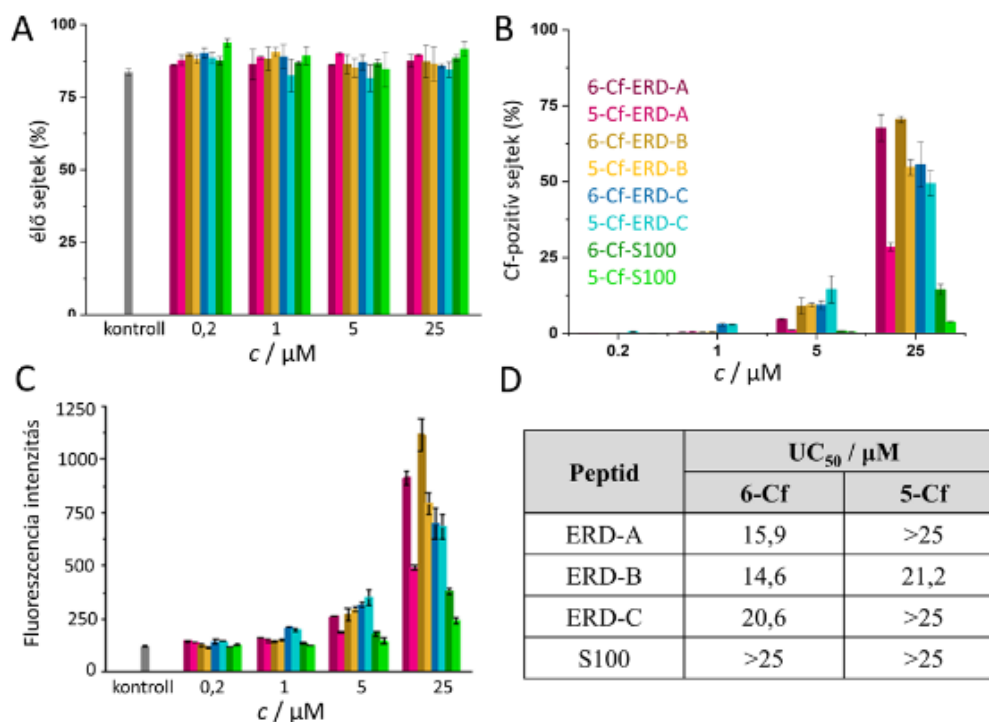 A
100
75
50
25
0
élő sejtek (%)
kontroll
0,2
1
5
25
c / µM
B
100
75
50
25
0
Cf-pozitív sejtek (%)
6-Cf-ERD-A
5-Cf-ERD-A
6-Cf-ERD-B
5-Cf-ERD-B
6-Cf-ERD-C
5-Cf-ERD-C
6-Cf-S100
5-Cf-S100
0.2
1
5
25
c / µM
C
1250
1000
750
500
250
0
Fluoreszcencia intenzitás
kontroll
0,2
1
5
25
c / µM
D
Peptid UC50 / µM
6-Cf 5-Cf
ERD-A 15,9 >25
ERD-B 14,6 21,2
ERD-C 20,6 >25
S100 >25 >25